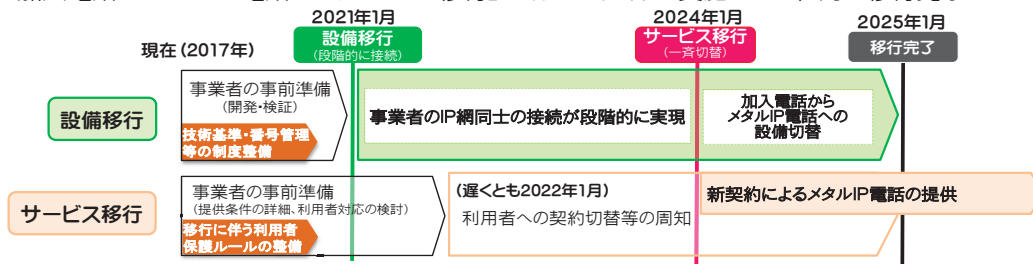 2021年1月
2024年1月
2025年1月
現在(2017年)
設備移行
(段階的に接続)
サービス移行
(一斉切替)
移行完了
設備移行
事業者の事前準備
(開発・検証)
技術基準・番号管理
等の制度整備
事業者のIP網同士の接続が段階的に実現
加入電話から
メタルIP電話への
設備切替
サービス移行
事業者の事前準備
(提供条件の詳細、利用者対応の検討)
移行に伴う利用者
保護ルールの整備
(遅くとも2022年1月)
利用者への契約切替等の周知
新契約によるメタルIP電話の提供